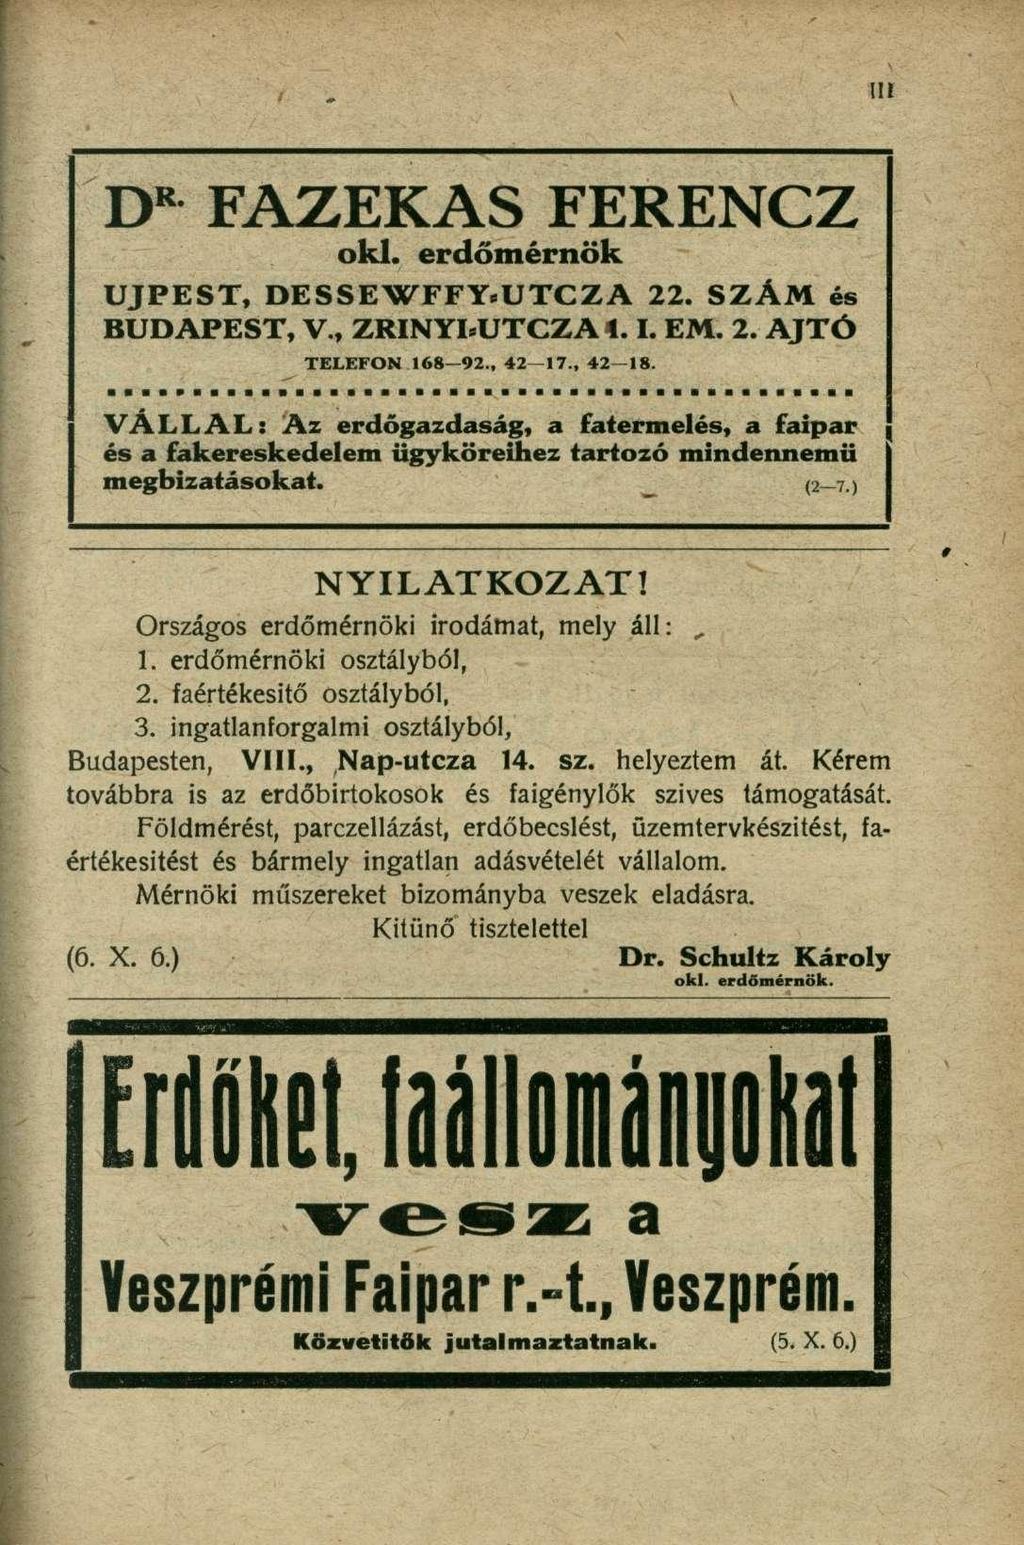 III
DR. FAZEKAS FERENCZ
okl. erdőmérnök
UJPEST, DESSEWFFY-UTCZA 22. SZÁM és
BUDAPEST, V., ZRINYI-UTCZA 1. I. EM. 2. AJTÓ
TELEFON 168—92., 42—17., 42—18.
VÁLLAL: Az erdőgazdaság, a fatermelés, a faipar
és a fakereskedelem ügyköreihez tartozó mindennemü
megbizatásokat. (2—7.)
NYILATKOZAT!
Országos erdőmérnöki irodámat, mely áll:
1. erdőmérnöki osztályból,
2. faértékesitő osztályból,
3. ingatlanforgalmi osztályból,
Budapesten, VIII., Nap-utcza 14. sz. helyeztem át. Kérem
továbbra is az erdőbirtokosok és faigénylők szives támogatását.
Földmérést, parczellázást, erdőbecslést, üzemtervkészitést, fa-
értékesitést és bármely ingatlan adásvételét vállalom.
Mérnöki műszereket bizományba veszek eladásra.
Kitünő tisztelettel
(6. X. 6.) Dr. Schultz Károly
okl. erdőmérnök.
Erdőket, faállományokat
vesz a
Veszprémi Faipar r.-t., Veszprém.
Közvetitők jutalmaztatnak. (5. X. 6.)